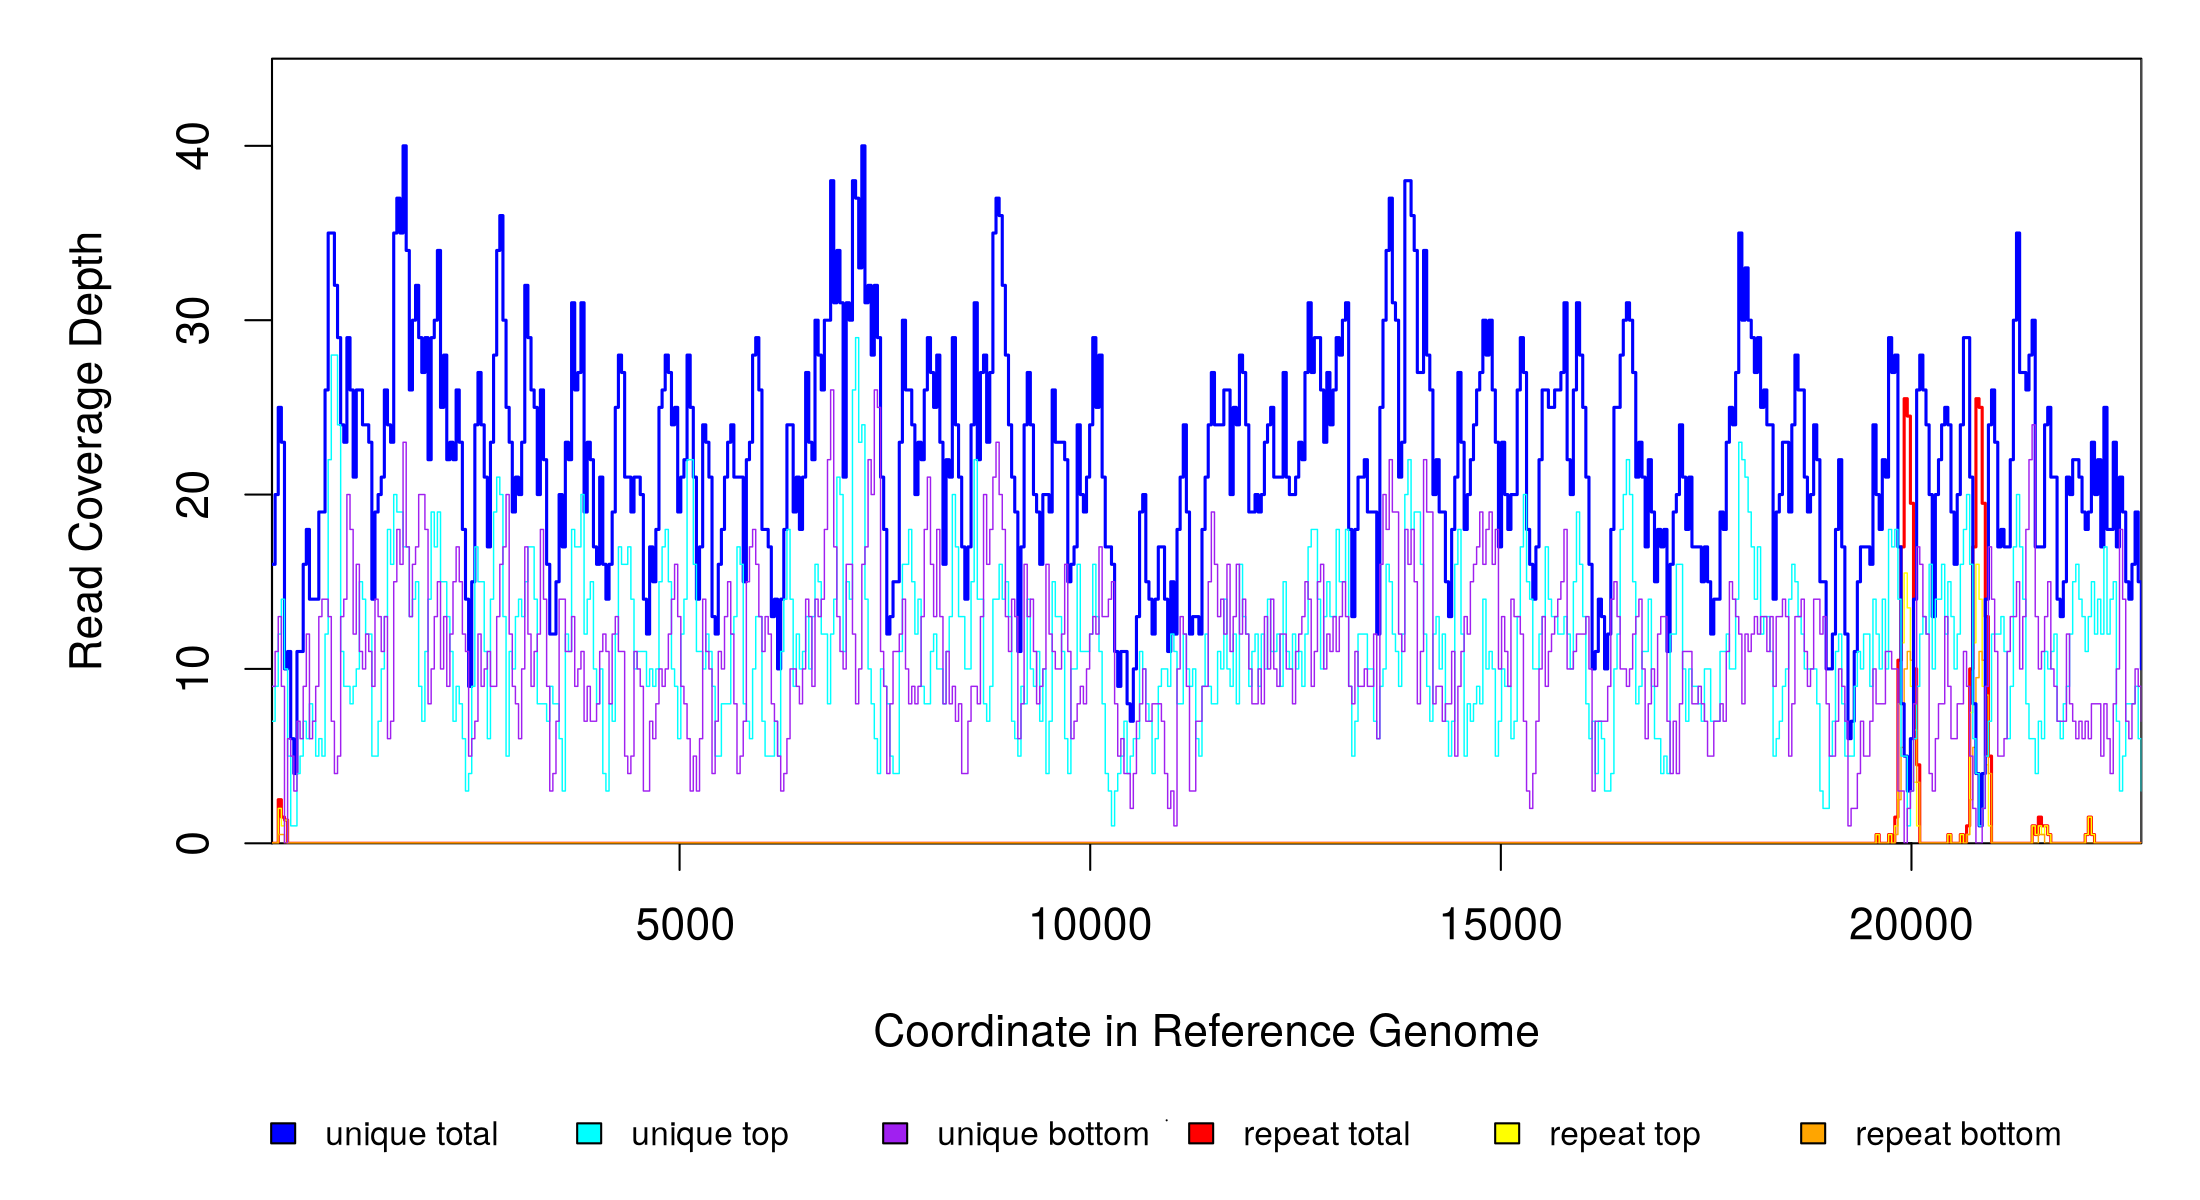 40
30
20
10
0
Read Coverage Depth
5000 10000 15000 20000
Coordinate in Reference Genome
unique total unique top unique bottom repeat total repeat top repeat bottom